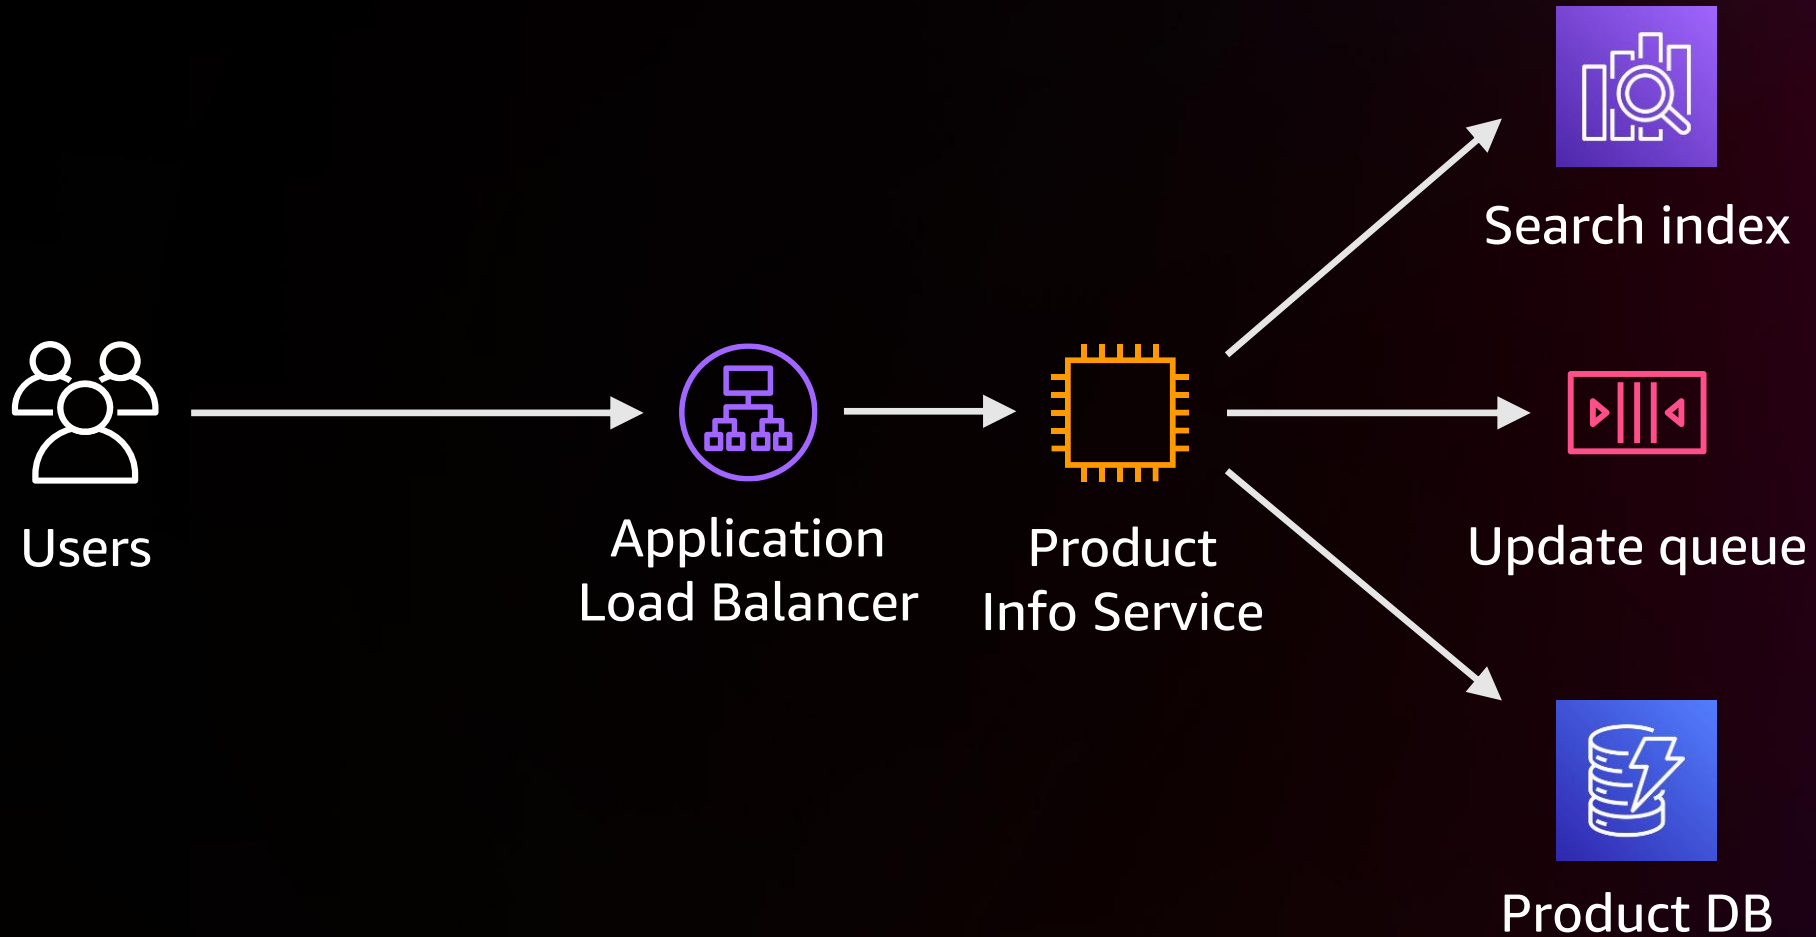 Users
Application
Load Balancer
Product
Info Service
Search index
Update queue
Product DB